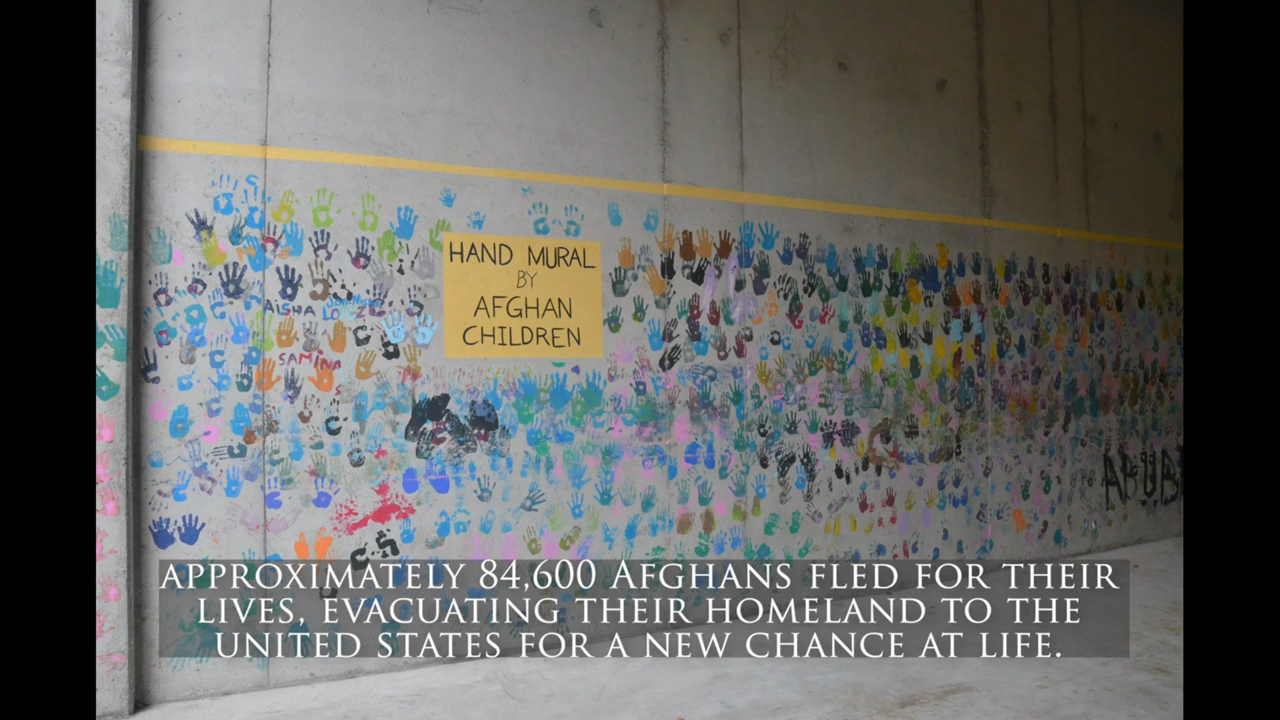 HAND MURAL
BY
AFGHAN
CHILDREN
AISHA
SAMINA
C-5
APPROXIMATELY 84,600 AFGHANS FLED FOR THEIR
LIVES, EVACUATING THEIR HOMELAND TO THE
UNITED STATES FOR A NEW CHANCE AT LIFE.